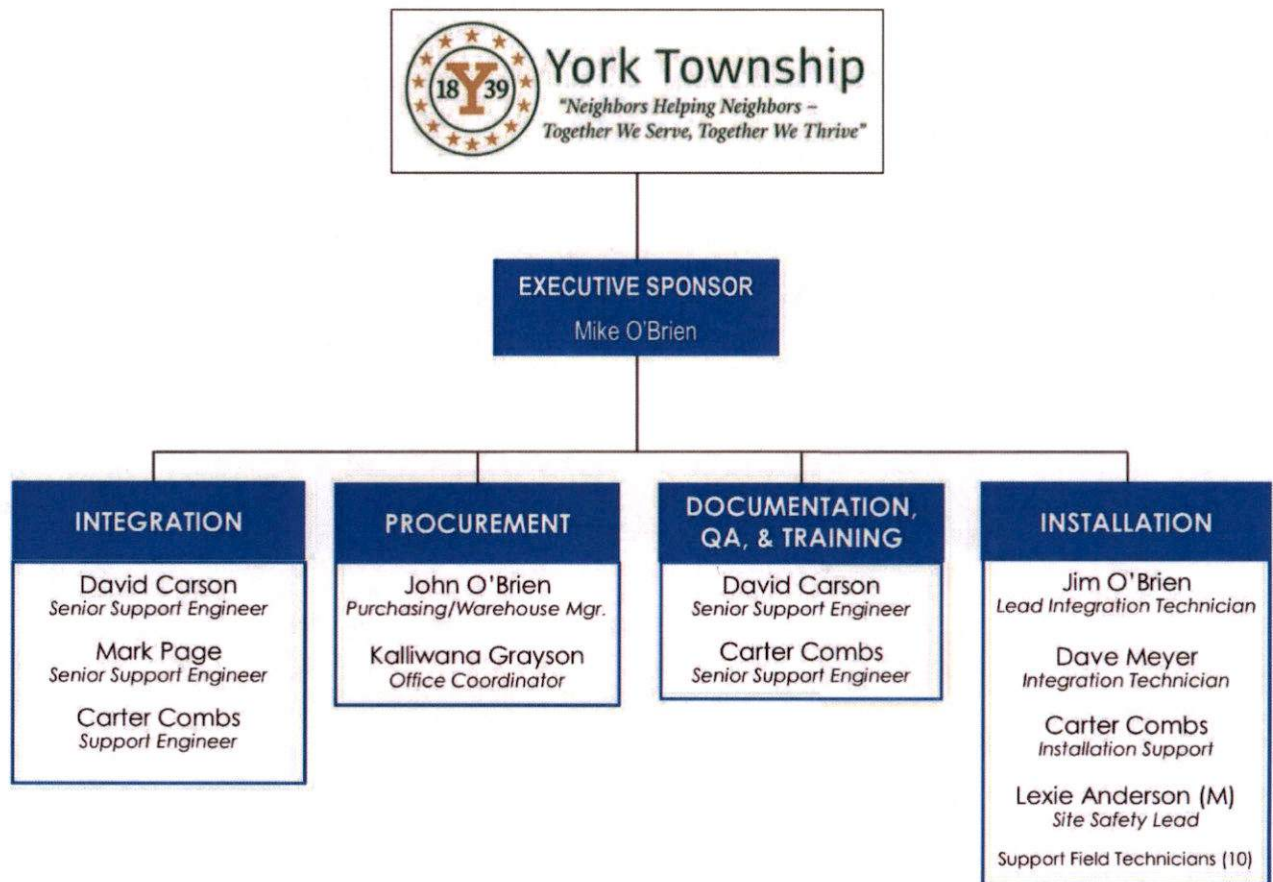 18 Y 39
York Township
"Neighbors Helping Neighbors –
Together We Serve, Together We Thrive"
EXECUTIVE SPONSOR
Mike O'Brien
INTEGRATION
David Carson
Senior Support Engineer
Mark Page
Senior Support Engineer
Carter Combs
Support Engineer
PROCUREMENT
John O'Brien
Purchasing/Warehouse Mgr.
Kalliwana Grayson
Office Coordinator
DOCUMENTATION,
QA, & TRAINING
David Carson
Senior Support Engineer
Carter Combs
Senior Support Engineer
INSTALLATION
Jim O'Brien
Lead Integration Technician
Dave Meyer
Integration Technician
Carter Combs
Installation Support
Lexie Anderson (M)
Site Safety Lead
Support Field Technicians (10)